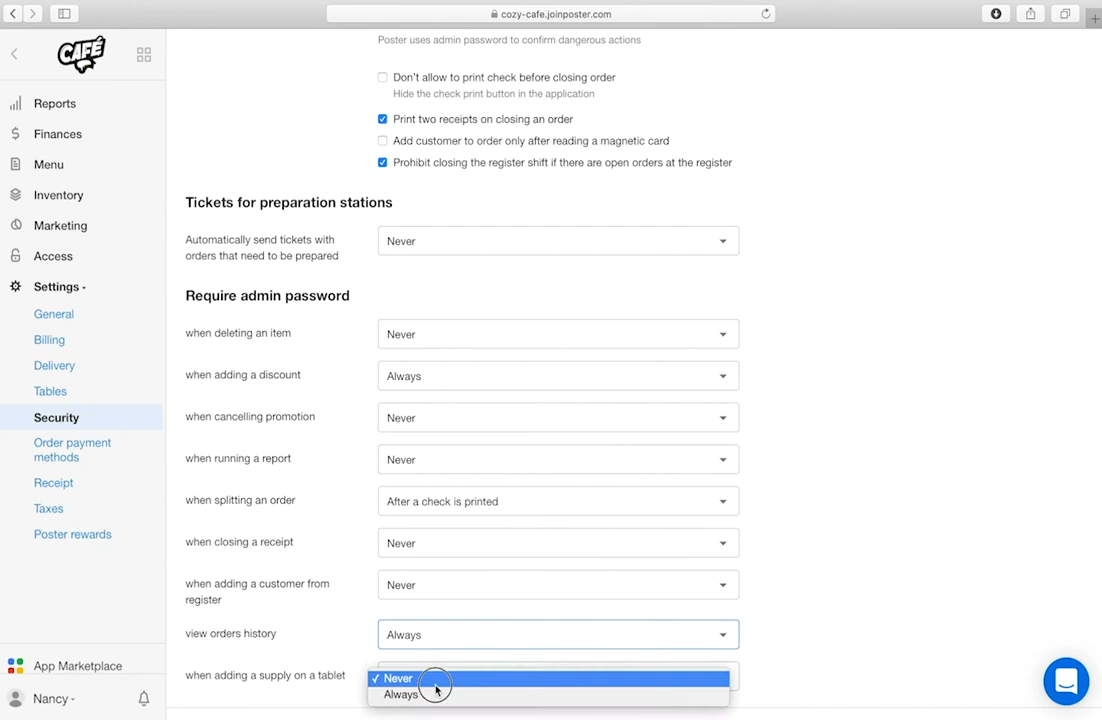 cozy-cafe.joinposter.com
CAFÉ
Reports
Finances
Menu
Inventory
Marketing
Access
Settings
General
Billing
Delivery
Tables
Security
Order payment
methods
Receipt
Taxes
Poster rewards
App Marketplace
Nancy
Poster uses admin password to confirm dangerous actions
Don't allow to print check before closing order
Hide the check print button in the application
Print two receipts on closing an order
Add customer to order only after reading a magnetic card
Prohibit closing the register shift if there are open orders at the register
Tickets for preparation stations
Automatically send tickets with
orders that need to be prepared
Never
Require admin password
when deleting an item
Never
when adding a discount
Always
when cancelling promotion
Never
when running a report
Never
when splitting an order
After a check is printed
when closing a receipt
Never
when adding a customer from
register
Never
view orders history
Always
when adding a supply on a tablet
✓ Never
Always